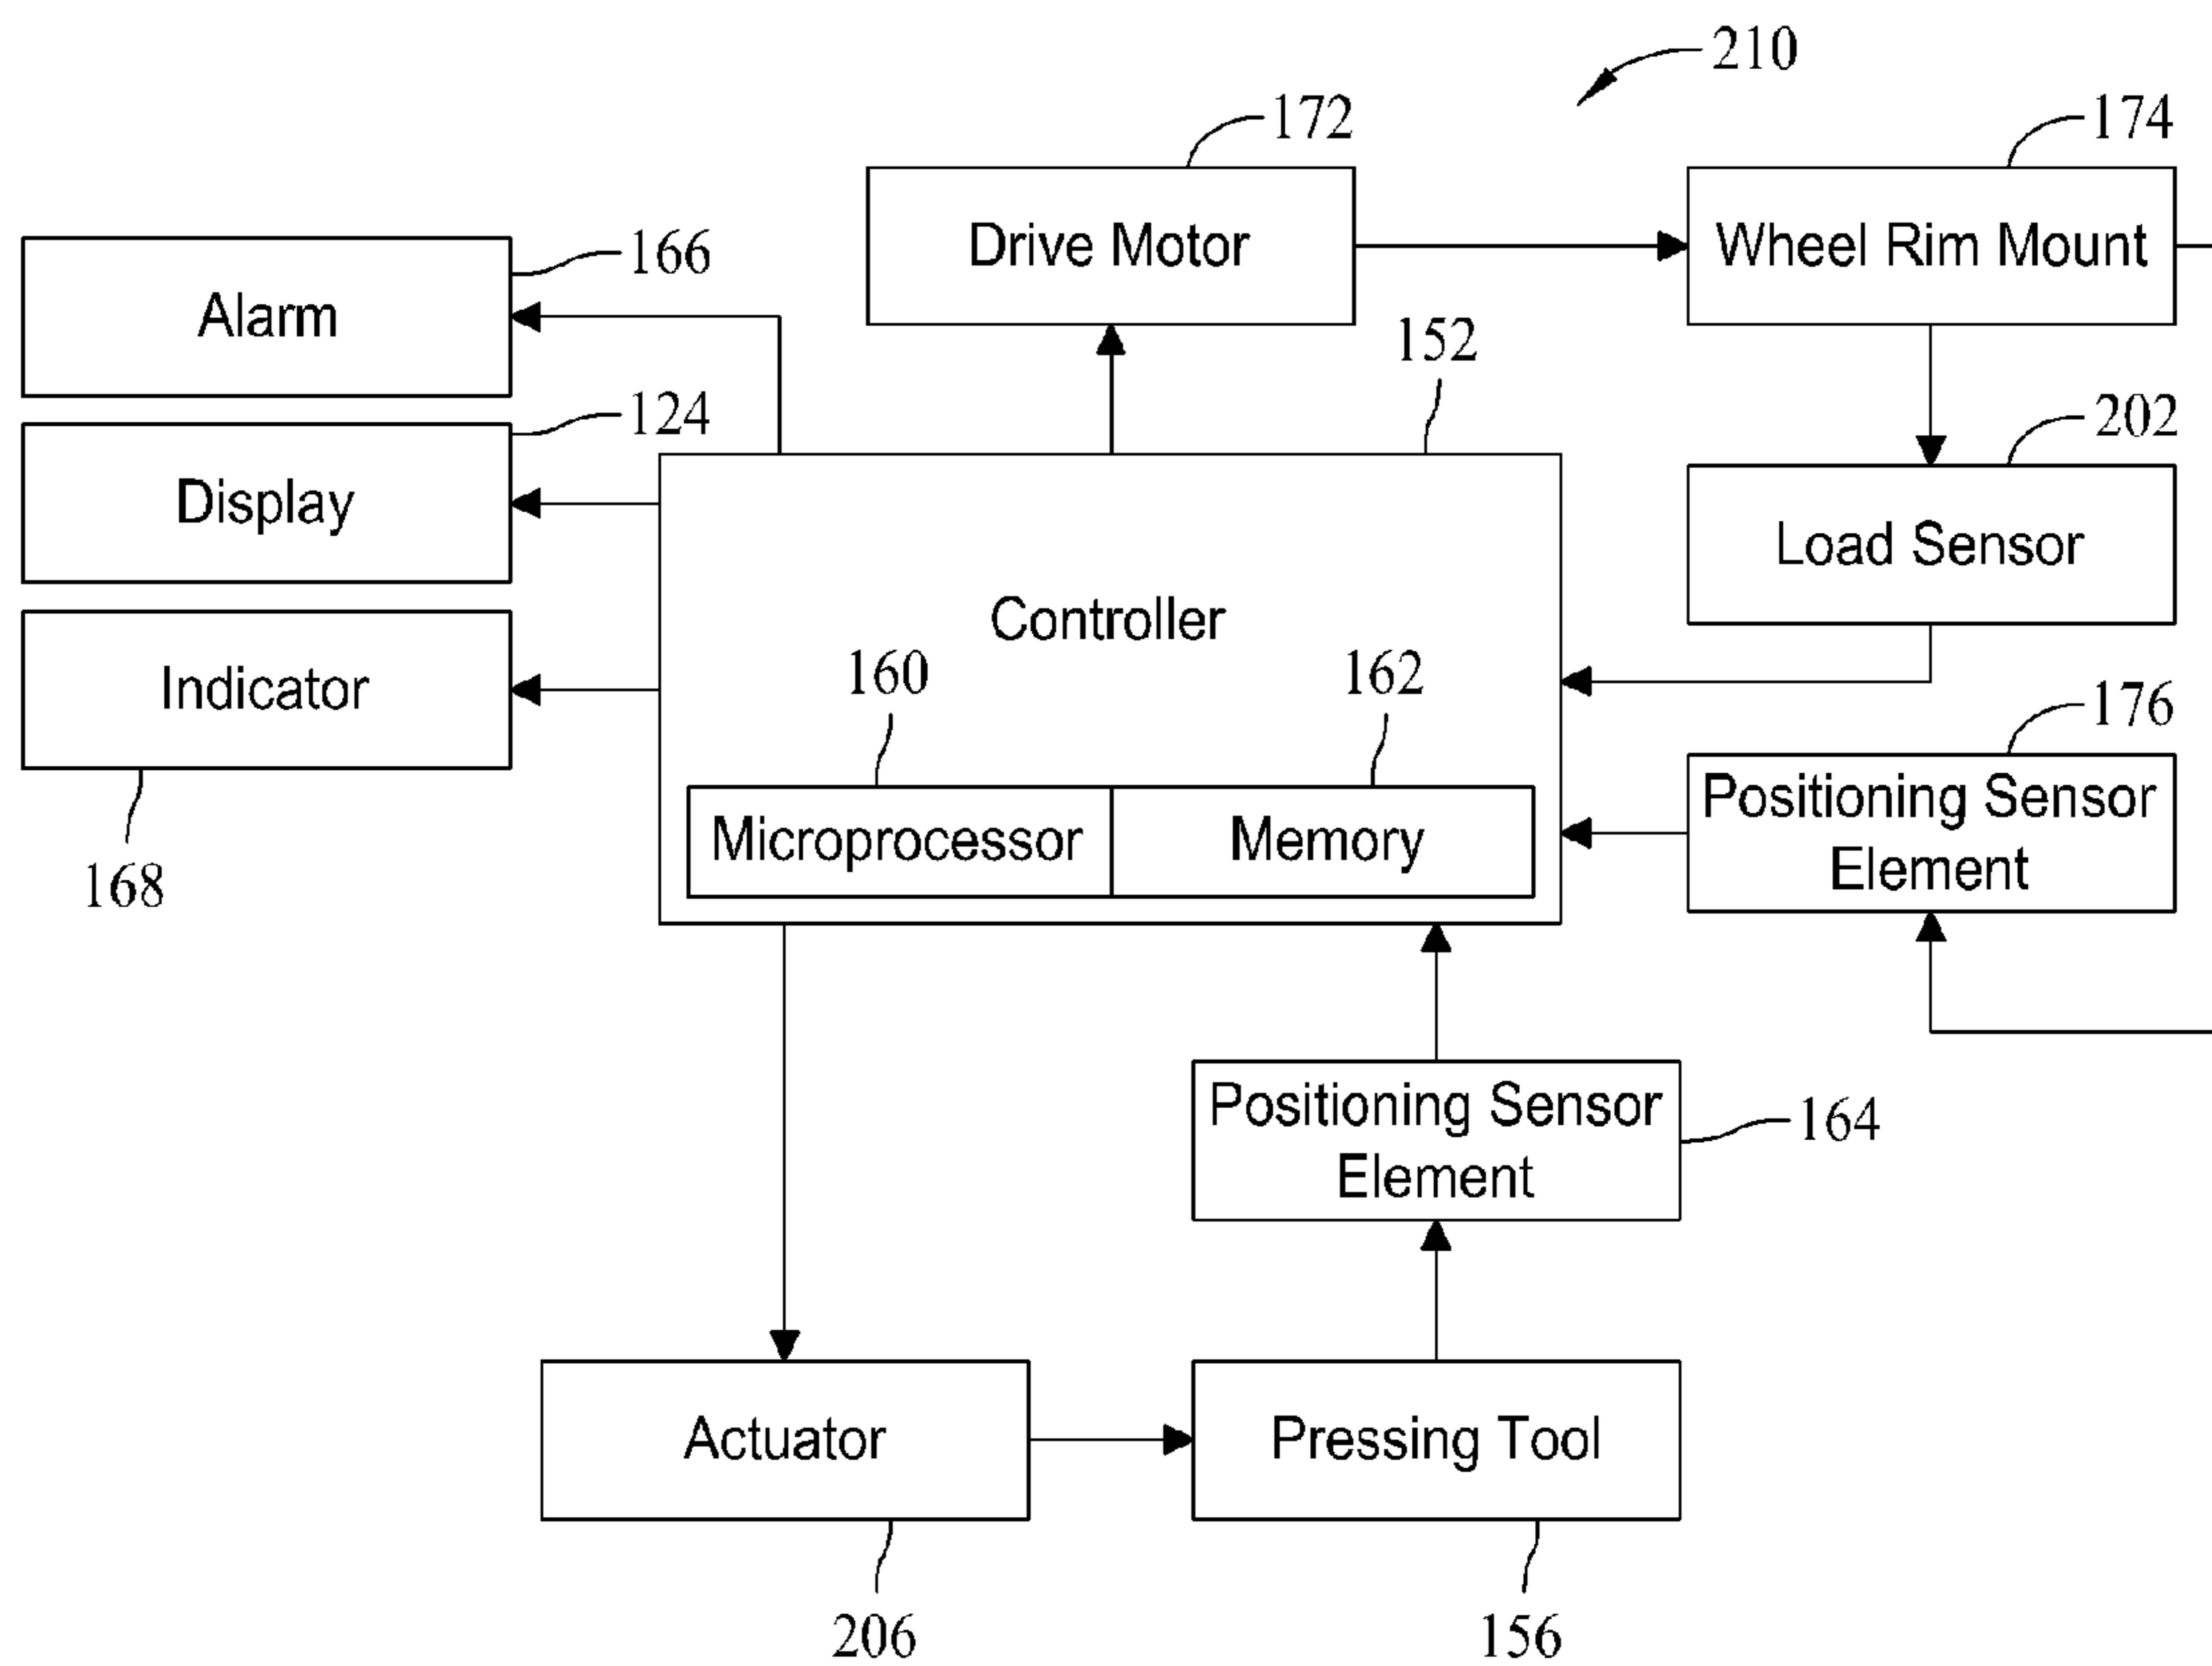 210
172
174
Drive Motor
Wheel Rim Mount
166
Alarm
152
124
202
Display
Load Sensor
Controller
160
162
Indicator
176
Microprocessor
Memory
Positioning Sensor
Element
168
Positioning Sensor
Element
164
Actuator
Pressing Tool
206
156